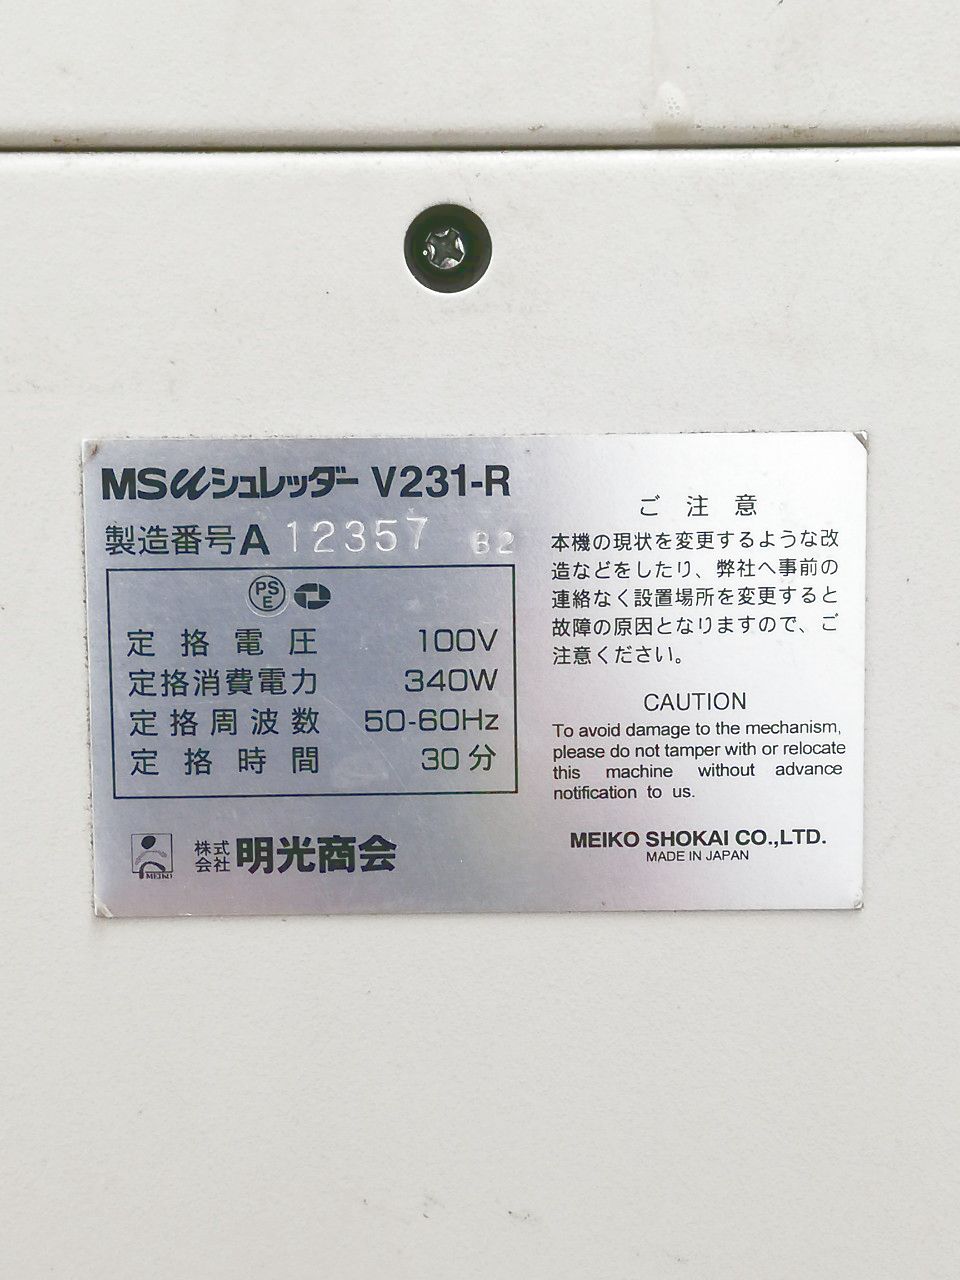 MSμシュレッダー V231-R
製造番号A 12357 B2
PS
E
定格電圧 100V
定格消費電力 340W
定格周波数 50-60Hz
定格時間 30分
MEIKO
株式
会社 明光商会
ご注意
本機の現状を変更するような改
造などをしたり、弊社へ事前の
連絡なく設置場所を変更すると
故障の原因となりますので、ご
注意ください。
CAUTION
To avoid damage to the mechanism,
please do not tamper with or relocate
this machine without advance
notification to us.
MEIKO SHOKAI CO.,LTD.
MADE IN JAPAN